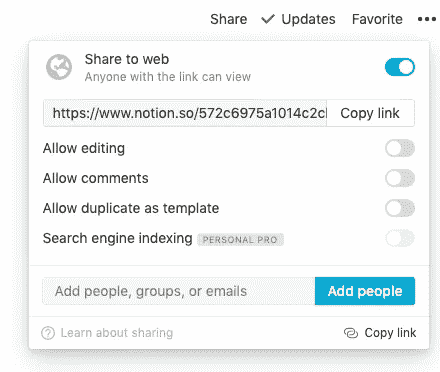 Share Updates Favorite
Share to web
Anyone with the link can view
https://www.notion.so/572c6975a1014c2cl Copy link
Allow editing
Allow comments
Allow duplicate as template
Search engine indexing PERSONAL PRO
Add people, groups, or emails Add people
Learn about sharing Copy link